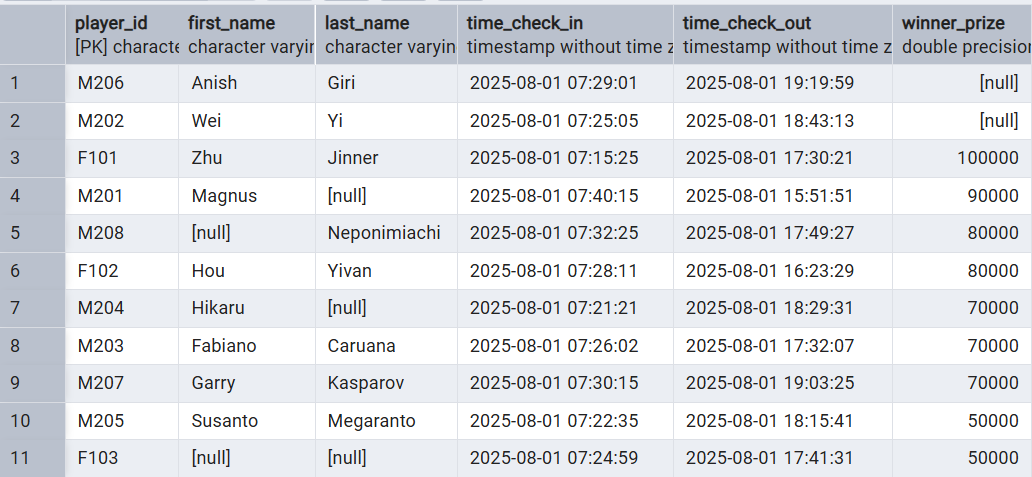 player_id first_name last_name time_check_in time_check_out winner_prize
[PK] characte character varyin character varyin timestamp without time z timestamp without time z double precision
1 M206 Anish Giri 2025-08-01 07:29:01 2025-08-01 19:19:59 [null]
2 M202 Wei Yi 2025-08-01 07:25:05 2025-08-01 18:43:13 [null]
3 F101 Zhu Jinner 2025-08-01 07:15:25 2025-08-01 17:30:21 100000
4 M201 Magnus [null] 2025-08-01 07:40:15 2025-08-01 15:51:51 90000
5 M208 [null] Neponimiachi 2025-08-01 07:32:25 2025-08-01 17:49:27 80000
6 F102 Hou Yivan 2025-08-01 07:28:11 2025-08-01 16:23:29 80000
7 M204 Hikaru [null] 2025-08-01 07:21:21 2025-08-01 18:29:31 70000
8 M203 Fabiano Caruana 2025-08-01 07:26:02 2025-08-01 17:32:07 70000
9 M207 Garry Kasparov 2025-08-01 07:30:15 2025-08-01 19:03:25 70000
10 M205 Susanto Megaranto 2025-08-01 07:22:35 2025-08-01 18:15:41 50000
11 F103 [null] [null] 2025-08-01 07:24:59 2025-08-01 17:41:31 50000